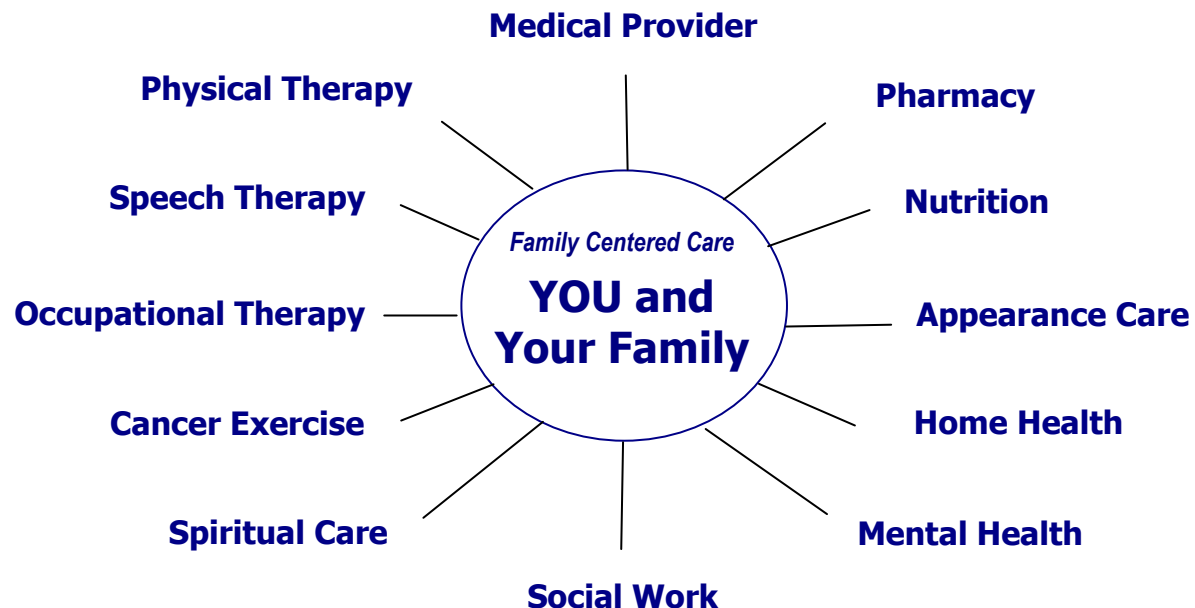 Medical Provider
Physical Therapy
Pharmacy
Speech Therapy
Nutrition
Family Centered Care
YOU and
Your Family
Occupational Therapy
Appearance Care
Cancer Exercise
Home Health
Spiritual Care
Mental Health
Social Work